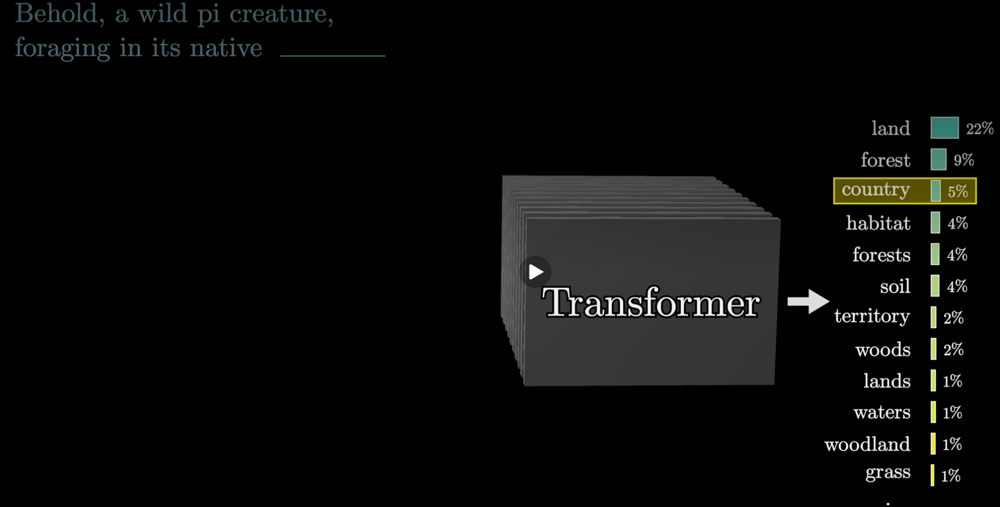 Behold, a wild pi creature,
foraging in its native
land 22%
forest 9%
country 5%
habitat 4%
forests 4%
soil 4%
Transformer
territory 2%
woods 2%
lands 1%
waters 1%
woodland 1%
grass 1%